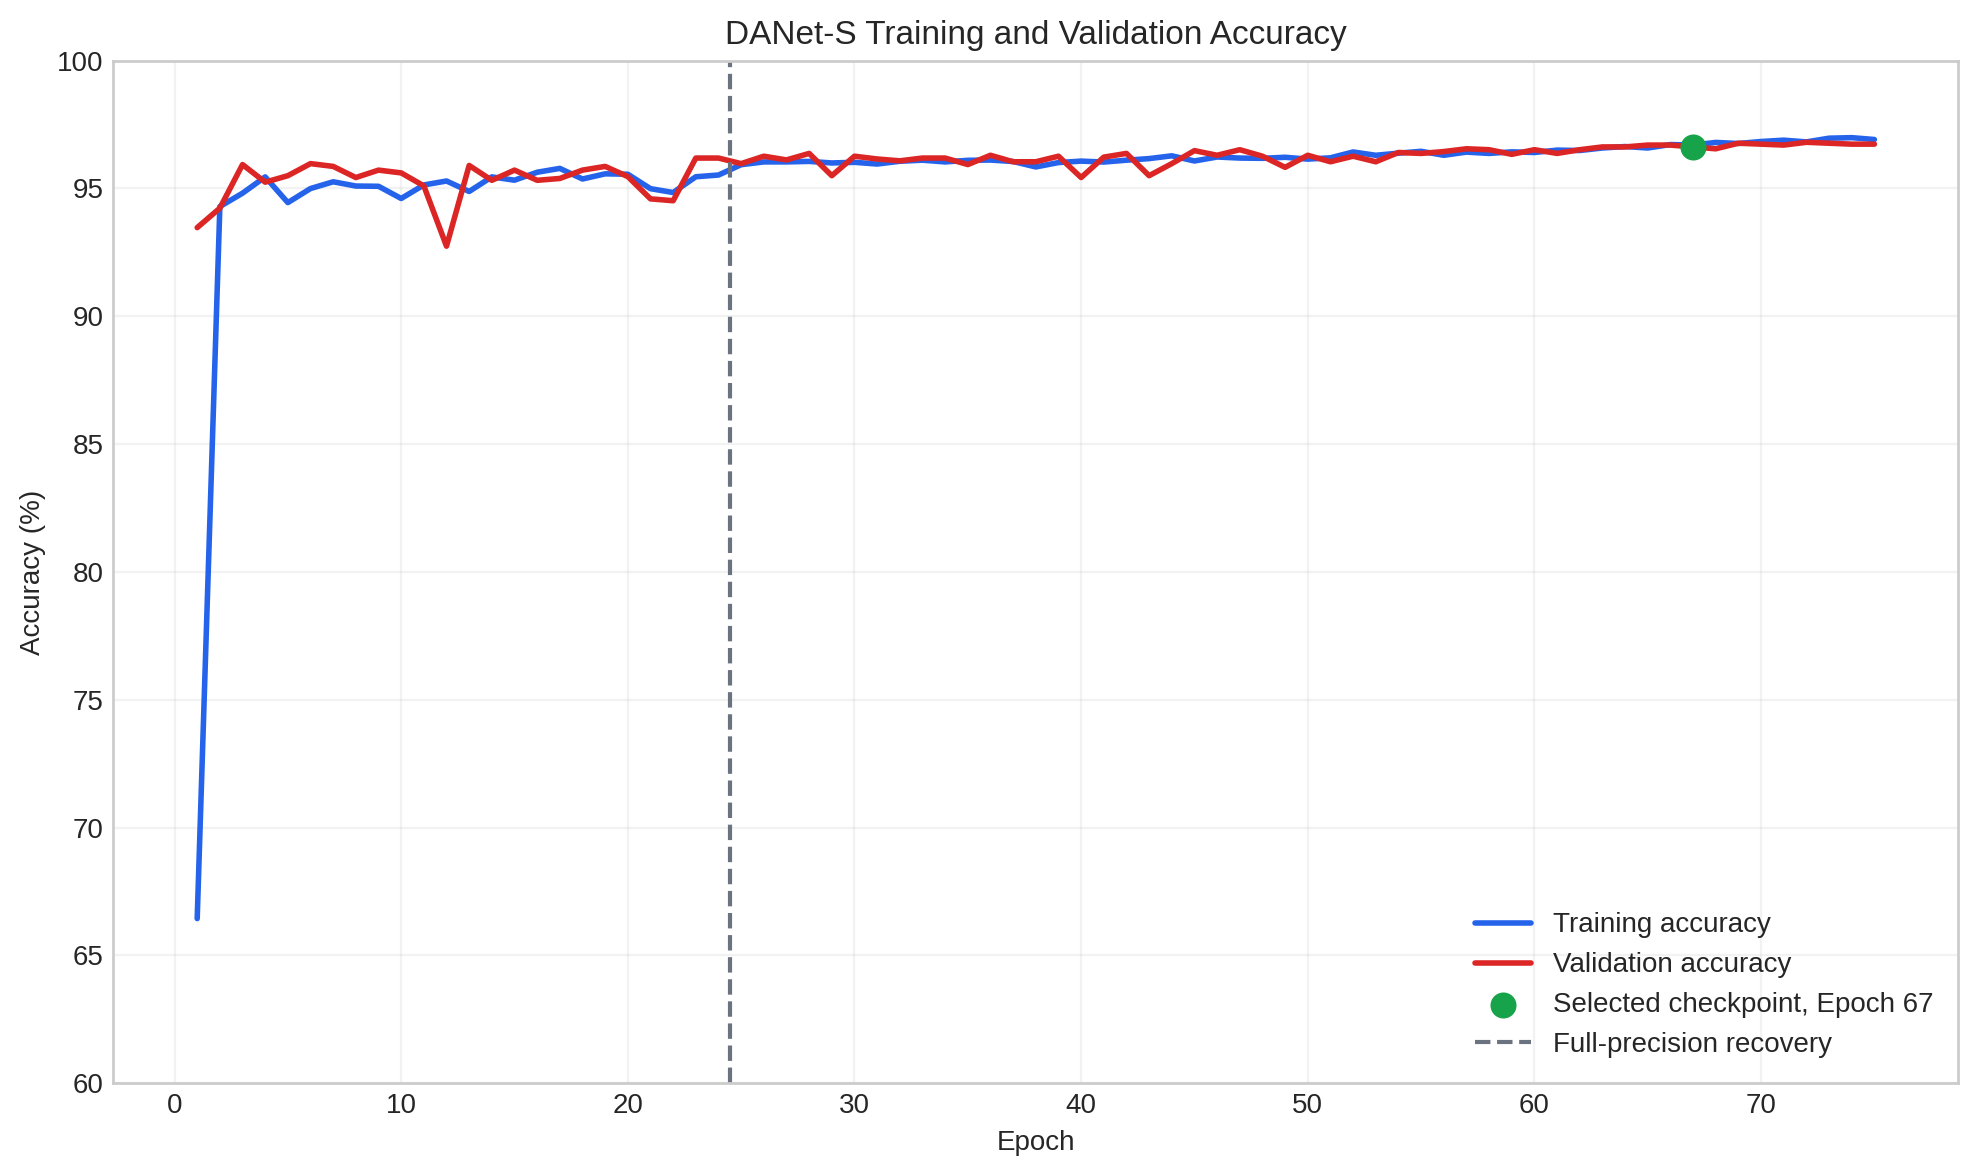 DANet-S Training and Validation Accuracy
100
95
90
85
80
75
70
65
60
Accuracy (%)
0 10 20 30 40 50 60 70
Epoch
Training accuracy
Validation accuracy
Selected checkpoint, Epoch 67
Full-precision recovery